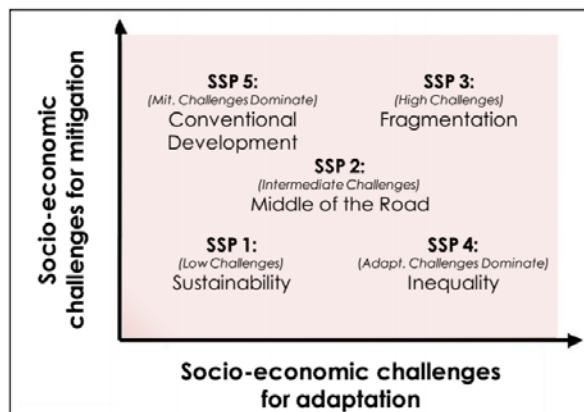 Socio-economic
challenges for mitigation
SSP 5:
(Mit. Challenges Dominate)
Conventional
Development
SSP 3:
(High Challenges)
Fragmentation
SSP 2:
(Intermediate Challenges)
Middle of the Road
SSP 1:
(Low Challenges)
Sustainability
SSP 4:
(Adapt. Challenges Dominate)
Inequality
Socio-economic challenges
for adaptation